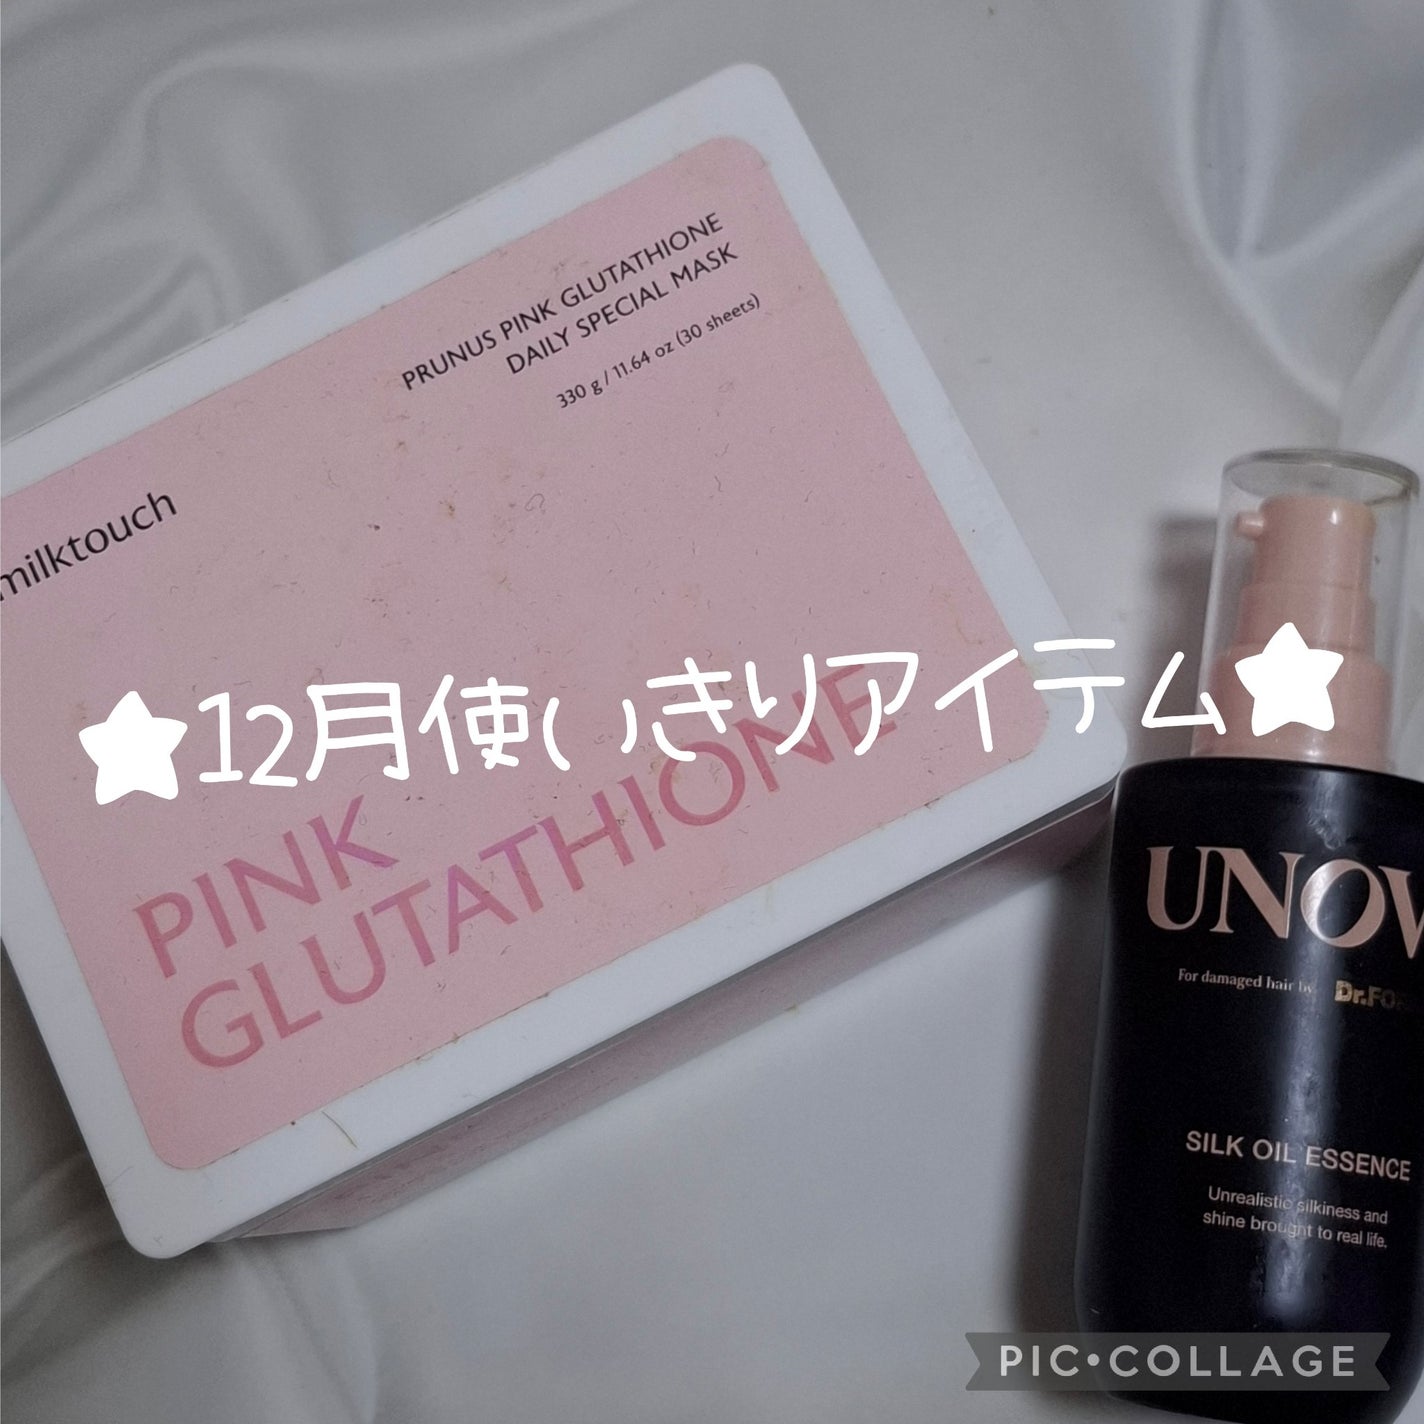 PRUNUS PINK GLUTATHIONE
DAILY SPECIAL MASK
330 g / 11.64 oz (30 sheets)
milktouch
★12月使いきりアイテム★
PINK
GLUTATHIONE
UNOV
For damaged hair by Dr.FO
SILK OIL ESSENCE
Unrealistic silkiness and
shine brought to real life.
PIC•COLLAGE